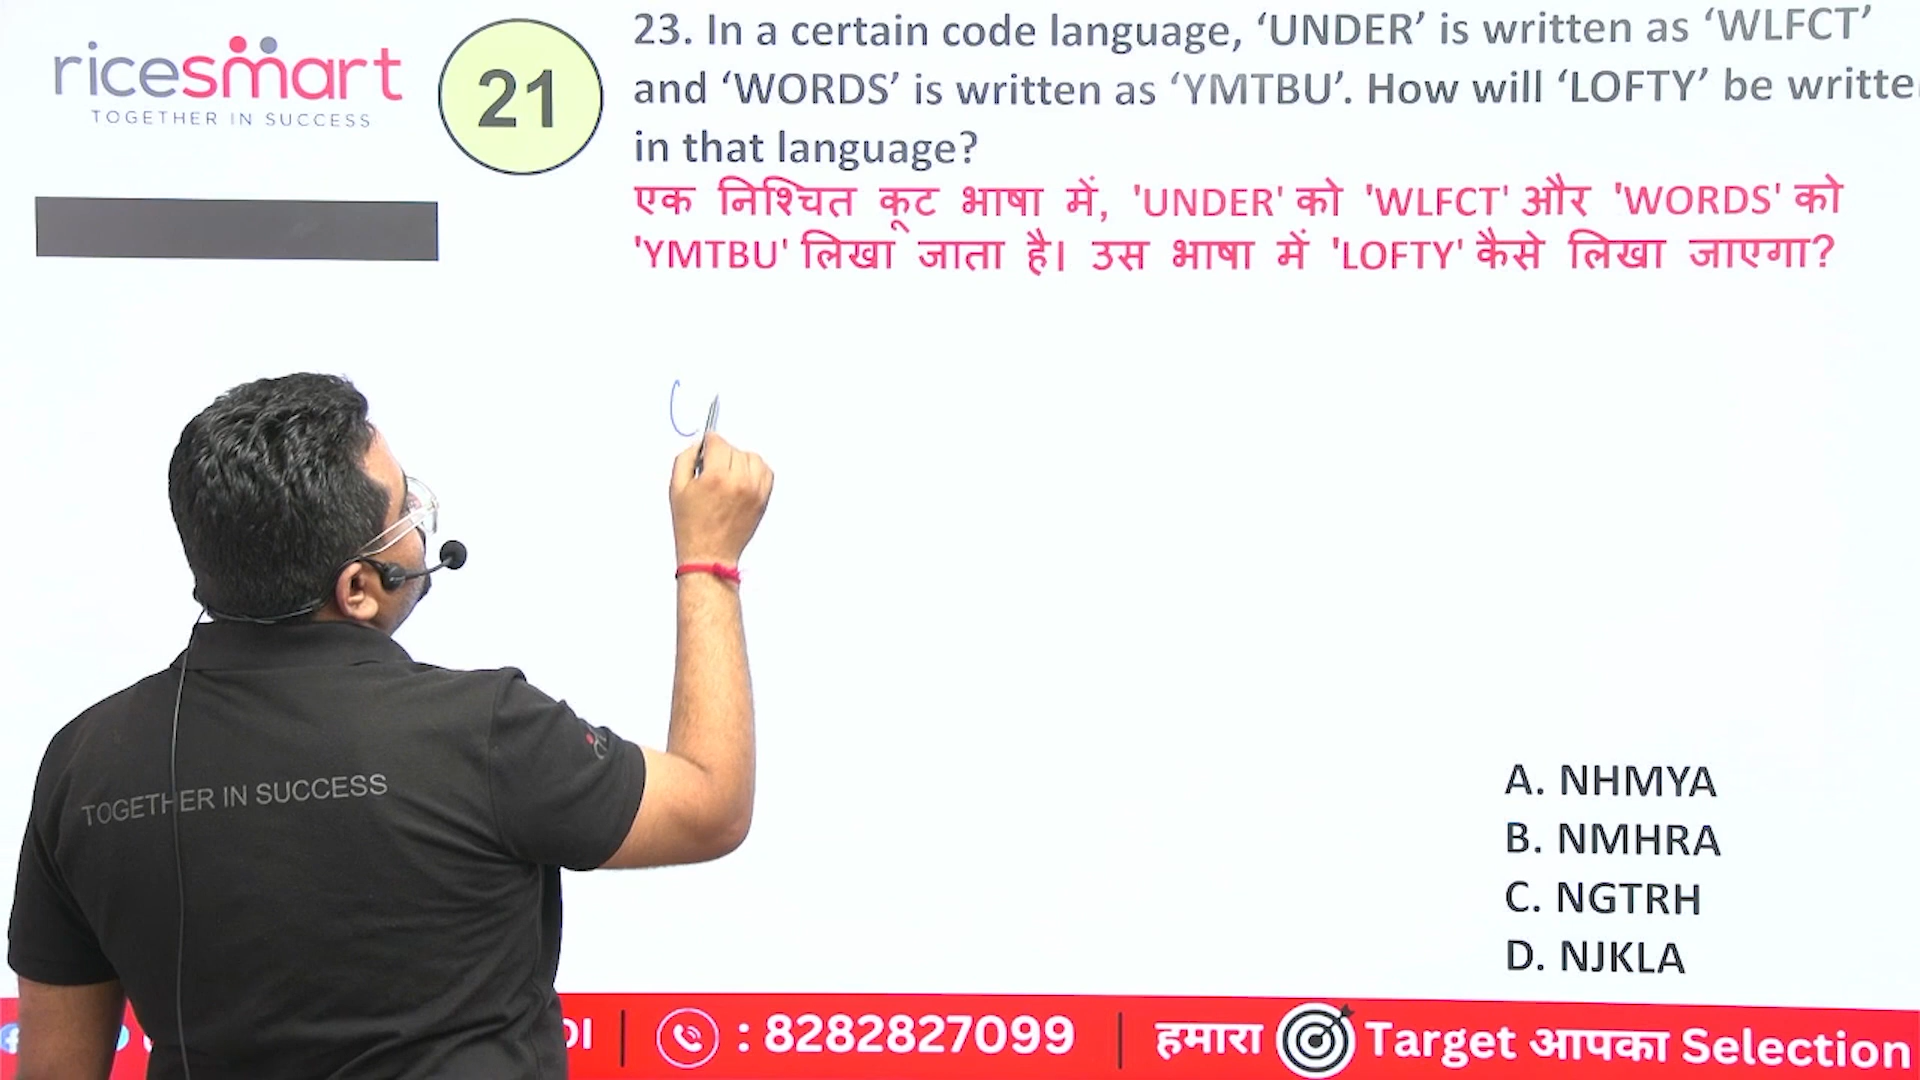 ricesmart
TOGETHER IN SUCCESS
21
23. In a certain code language, ‘UNDER’ is written as ‘WLFCT’
and ‘WORDS’ is written as ‘YMTBU’. How will ‘LOFTY’ be writte
in that language?
एक निश्चित कूट भाषा में, 'UNDER' को 'WLFCT' और 'WORDS' को
'YMTBU' लिखा जाता है। उस भाषा में 'LOFTY' कैसे लिखा जाएगा?
TOGETHER IN SUCCESS
A. NHMYA
B. NMHRA
C. NGTRH
D. NJKLA
: 8282827099
हमारा Target आपका Selection